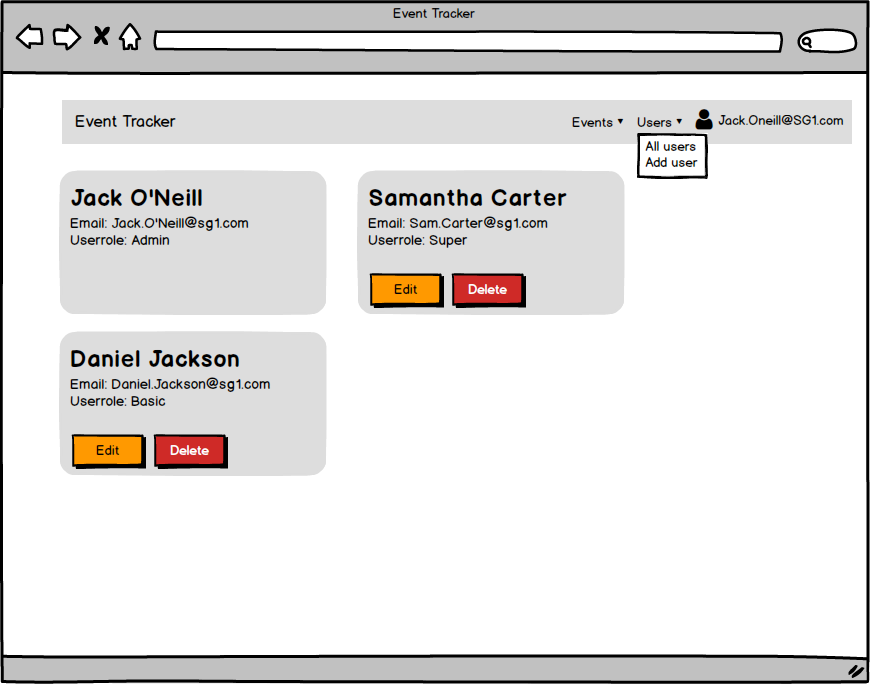 Event Tracker
Event Tracker
Events ▾ Users ▾ Jack.Oneill@SG1.com
All users
Add user
Jack O'Neill
Email: Jack.O'Neill@sg1.com
Userrole: Admin
Samantha Carter
Email: Sam.Carter@sg1.com
Userrole: Super
Edit Delete
Daniel Jackson
Email: Daniel.Jackson@sg1.com
Userrole: Basic
Edit Delete